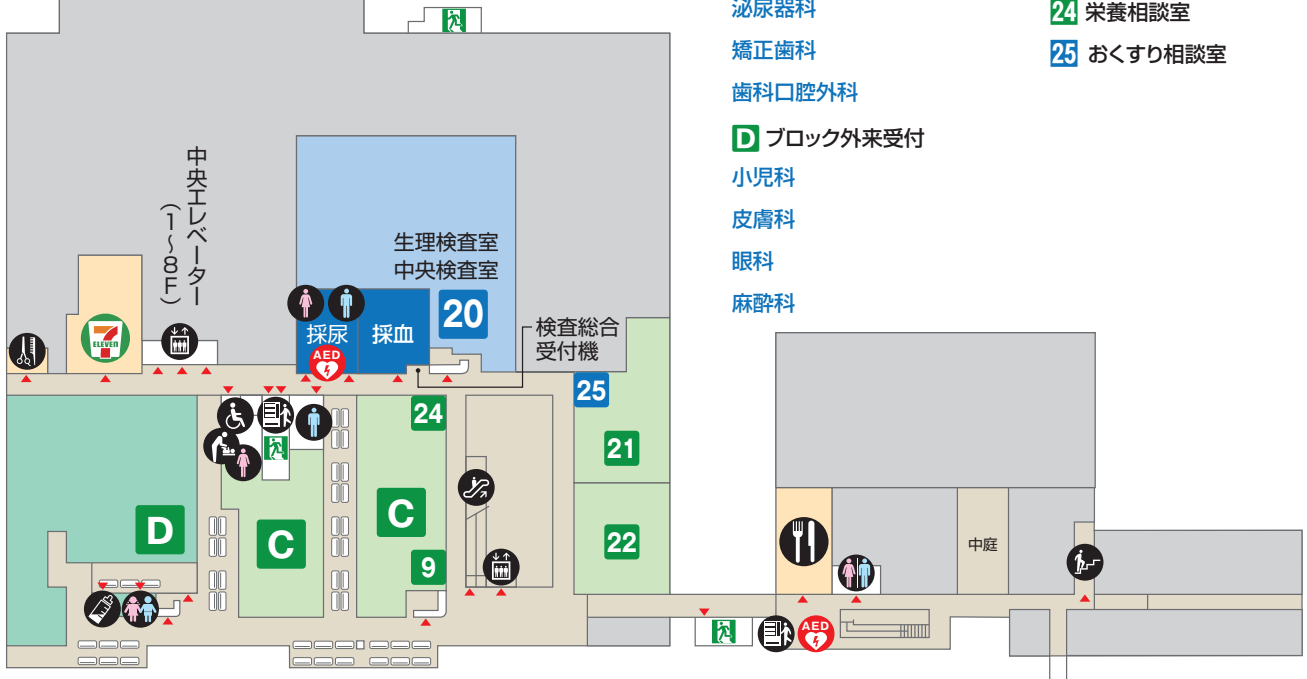 泌尿器科
矯正歯科
歯科口腔外科
D ブロック外来受付
小児科
皮膚科
眼科
麻酔科
24 栄養相談室
25 おくすり相談室
中央エレベーター
(1~8F)
生理検査室
中央検査室
20
採尿
採血
検査総合
受付機
AED
7
ELEVEN
25
24
21
D
C
C
22
9
中庭
AED